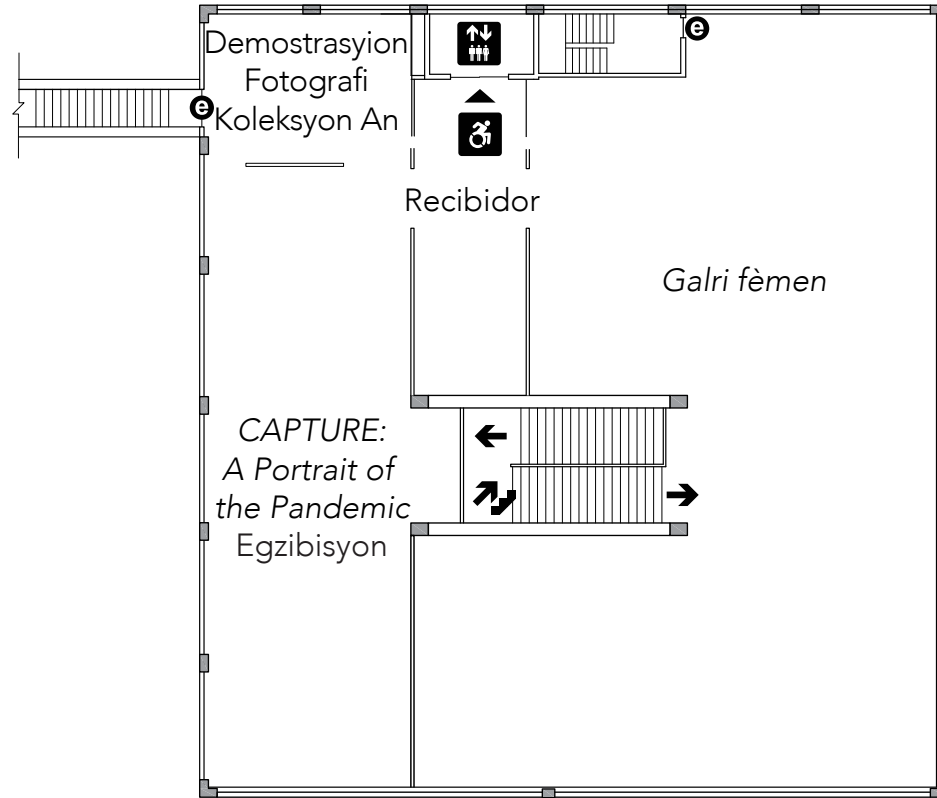 Demostrasyion
Fotografi
Koleksyon An
e
e
Recibidor
Galri fèmen
CAPTURE:
A Portrait of
the Pandemic
Egzibisyon